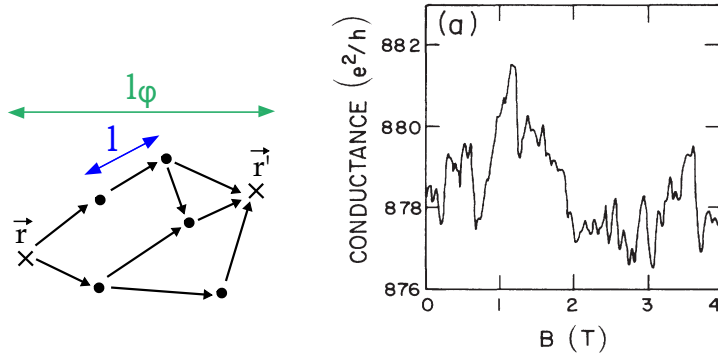 lφ
l
r⃗'
r⃗
(a)
CONDUCTANCE (e²/h)
882
880
878
876
0
1
2
3
4
B (T)